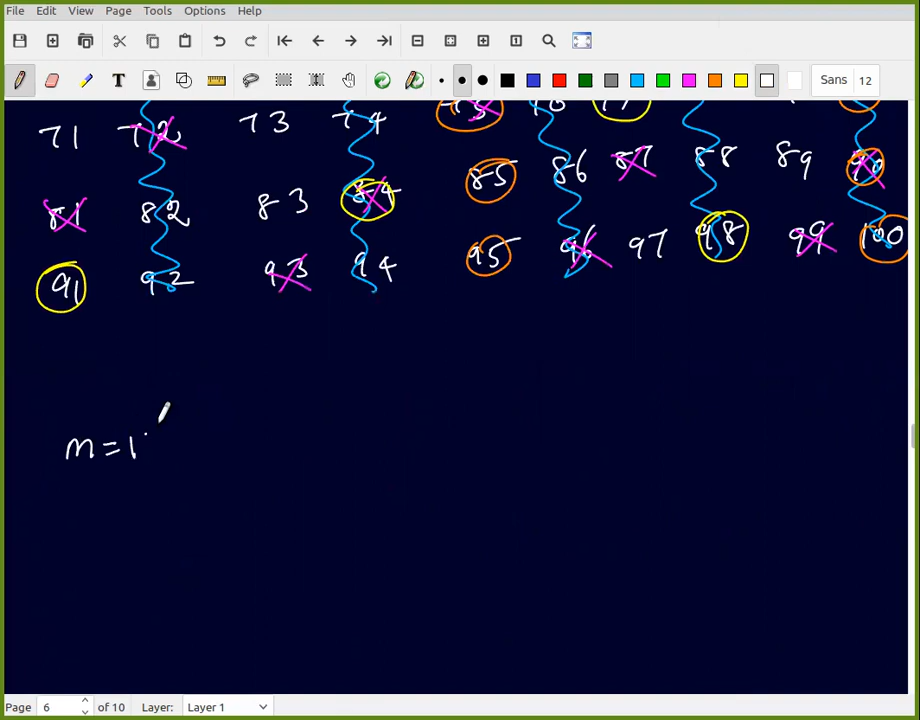 File Edit View Page Tools Options Help
Sans 12
71 72 73 74
81 82 83 84 85 86 87 88 89 90
91 92 93 94 95 96 97 98 99 100
m = 1
Page 6 of 10 Layer: Layer 1